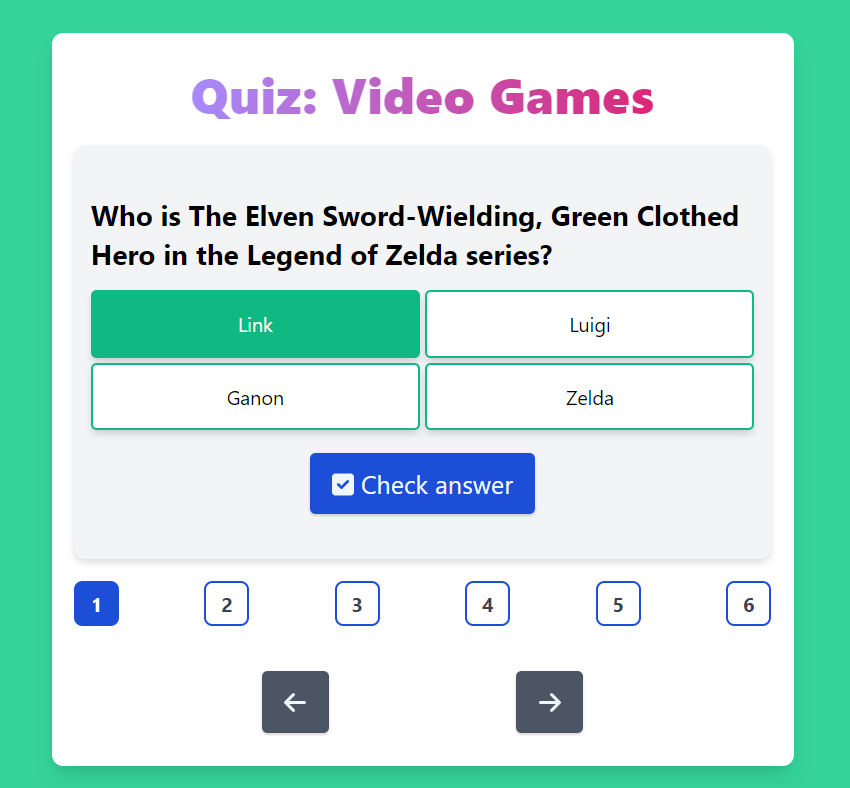 Quiz: Video Games
Who is The Elven Sword-Wielding, Green Clothed
Hero in the Legend of Zelda series?
Link
Luigi
Ganon
Zelda
Check answer
1
2
3
4
5
6